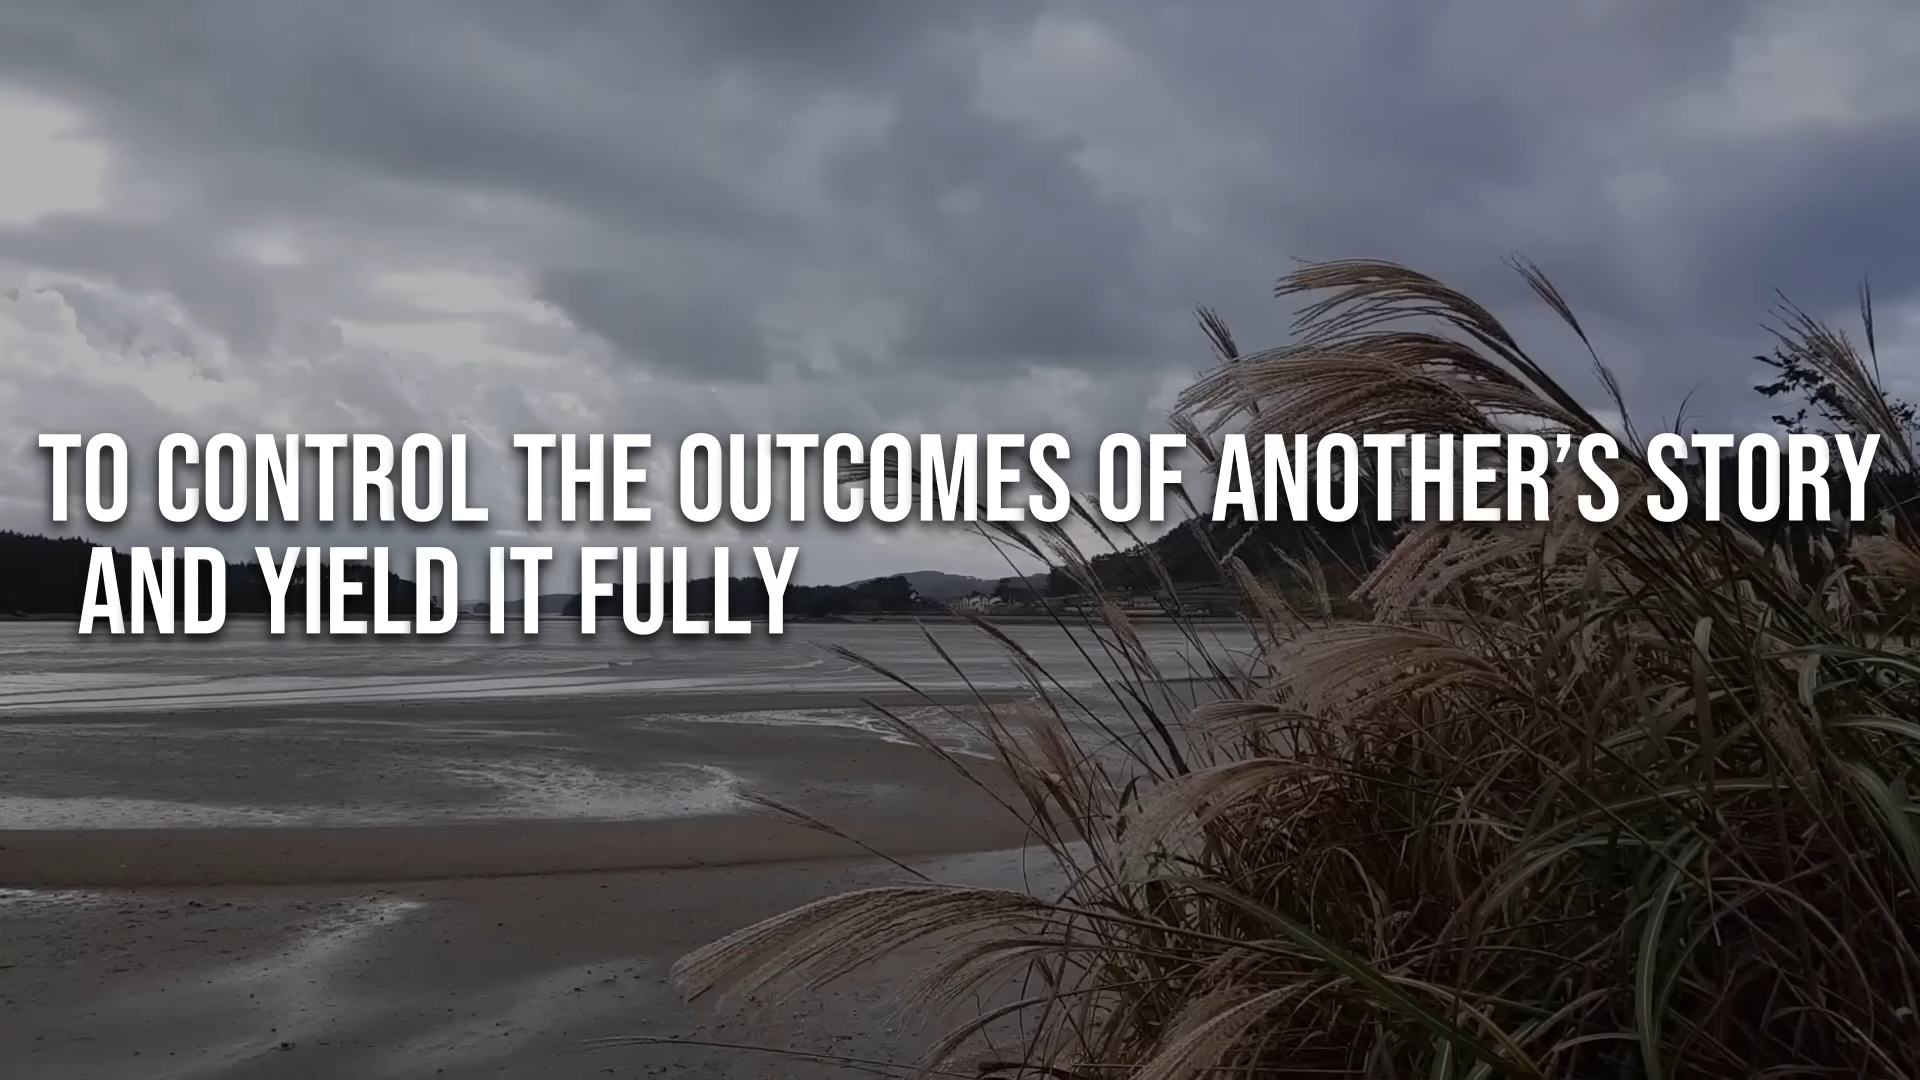 TO CONTROL THE OUTCOMES OF ANOTHER’S STORY
AND YIELD IT FULLY